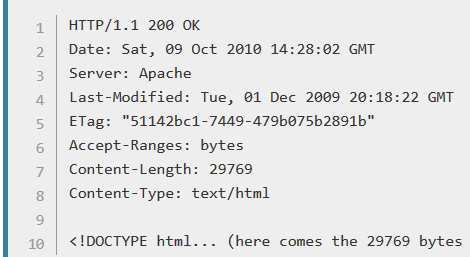 1 HTTP/1.1 200 OK
2 Date: Sat, 09 Oct 2010 14:28:02 GMT
3 Server: Apache
4 Last-Modified: Tue, 01 Dec 2009 20:18:22 GMT
5 ETag: "51142bc1-7449-479b075b2891b"
6 Accept-Ranges: bytes
7 Content-Length: 29769
8 Content-Type: text/html
9
10 <!DOCTYPE html... (here comes the 29769 bytes